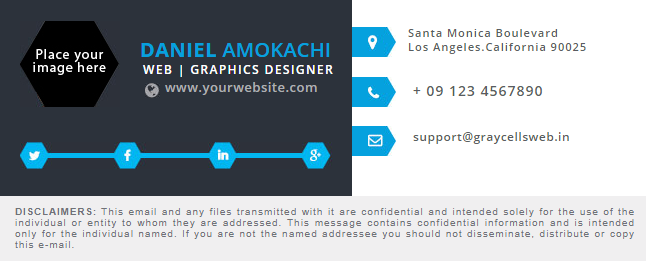 Place your
image here
DANIEL AMOKACHI
WEB | GRAPHICS DESIGNER
www.yourwebsite.com
Santa Monica Boulevard
Los Angeles.California 90025
+ 09 123 4567890
support@graycellsweb.in
DISCLAIMERS: This email and any files transmitted with it are confidential and intended solely for the use of the
individual or entity to whom they are addressed. This message contains confidential information and is intended
only for the individual named. If you are not the named addressee you should not disseminate, distribute or copy
this e-mail.